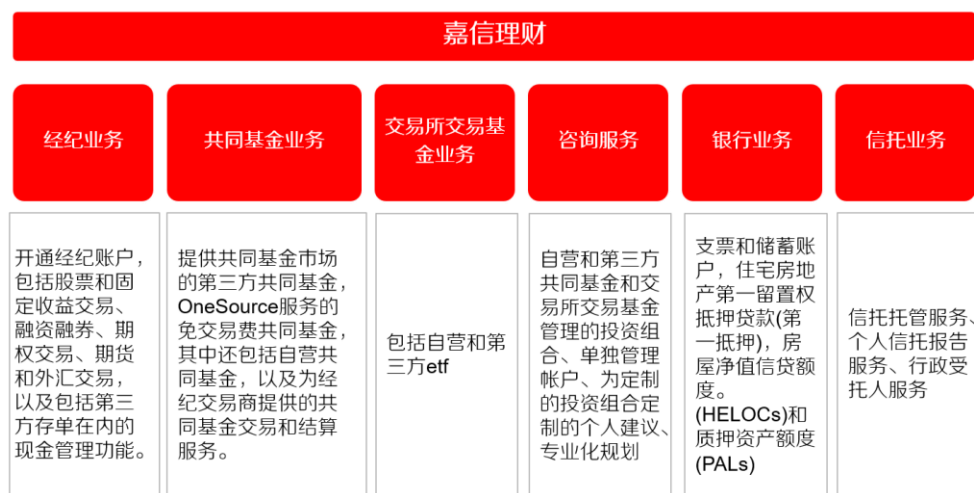 嘉信理财
经纪业务
共同基金业务
交易所交易基
金业务
咨询服务
银行业务
信托业务
开通经纪账户,
包括股票和固
定收益交易、
融资融券、期
权交易、期货
和外汇交易,
以及包括第三
方存单在内的
现金管理功能。
提供共同基金市场
的第三方共同基金,
OneSource服务的
免交易费共同基金,
其中还包括自营共
同基金，以及为经
纪交易商提供的共
同基金交易和结算
服务。
包括自营和第
三方etf
自营和第三方
共同基金和交
易所交易基金
管理的投资组
合、单独管理
帐户、为定制
的投资组合定
制的个人建议、
专业化规划
支票和储蓄账
户，住宅房地
产第一留置权
抵押贷款(第
一抵押)，房
屋净值信贷额
度。
(HELOCs)和
质押资产额度
(PALs)
信托托管服务、
个人信托报告
服务、行政受
托人服务